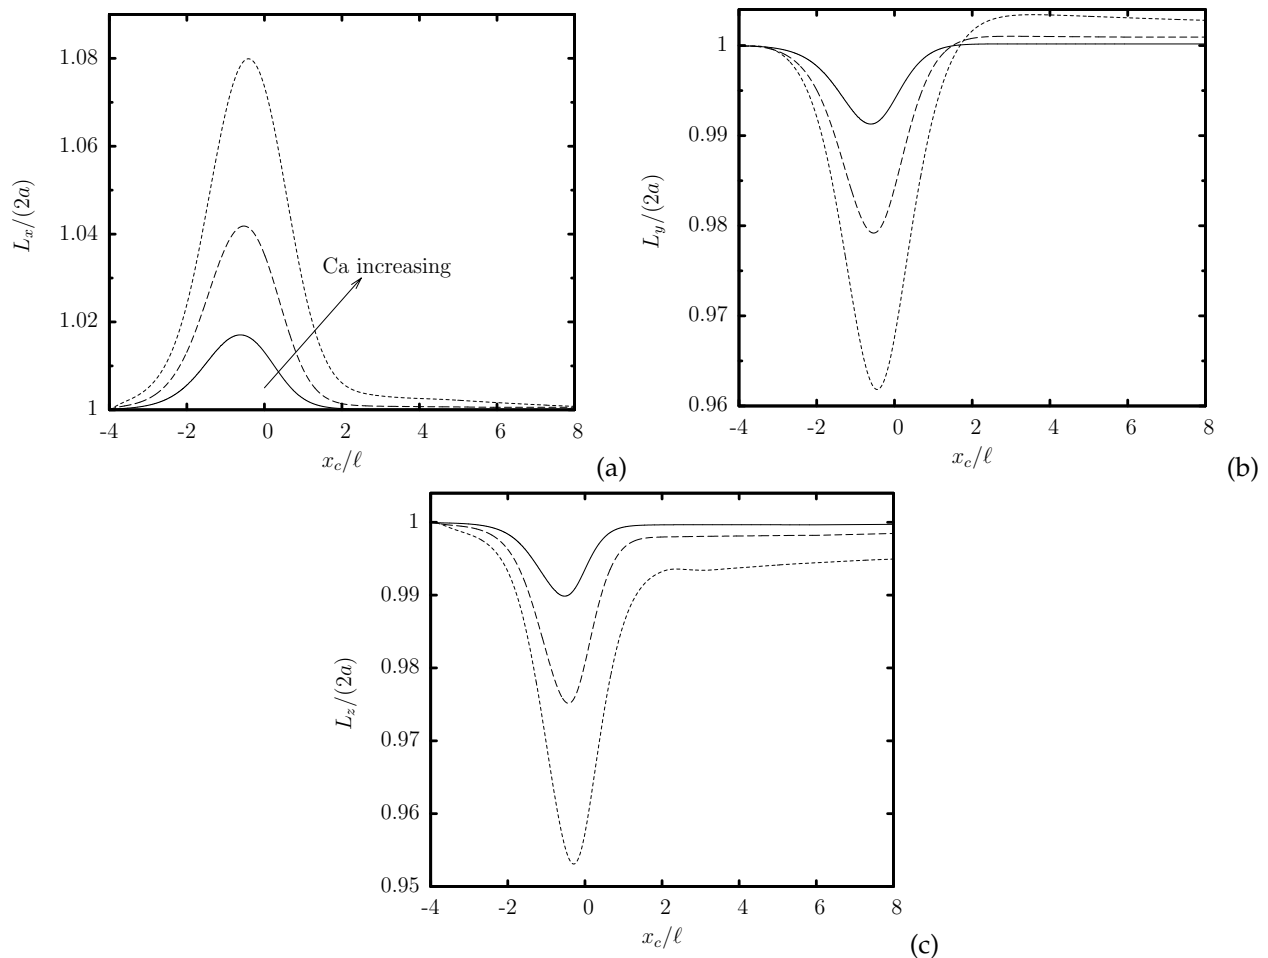 1.08
1.06
1.04
1.02
1
L_x/(2a)
Ca increasing
-4 -2 0 2 4 6 8
x_c/ℓ
(a)
1
0.99
0.98
0.97
0.96
L_y/(2a)
-4 -2 0 2 4 6 8
x_c/ℓ
(b)
1
0.99
0.98
0.97
0.96
0.95
L_z/(2a)
-4 -2 0 2 4 6 8
x_c/ℓ
(c)